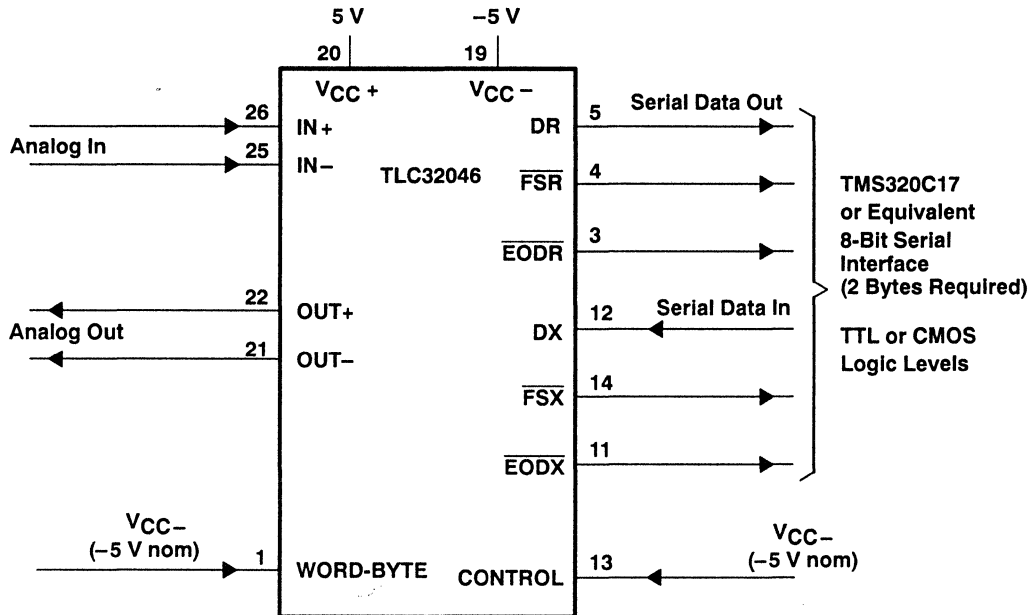 5 V
−5 V
20
19
VCC+
VCC−
26
IN+
Analog In
25
IN−
TLC32046
DR
5
Serial Data Out
FSR
4
EODR
3
TMS320C17
or Equivalent
8-Bit Serial
Interface
(2 Bytes Required)
TTL or CMOS
Logic Levels
22
OUT+
Analog Out
21
OUT−
DX
12
Serial Data In
FSX
14
EODX
11
VCC−
(−5 V nom)
1
WORD-BYTE
CONTROL
13
VCC−
(−5 V nom)